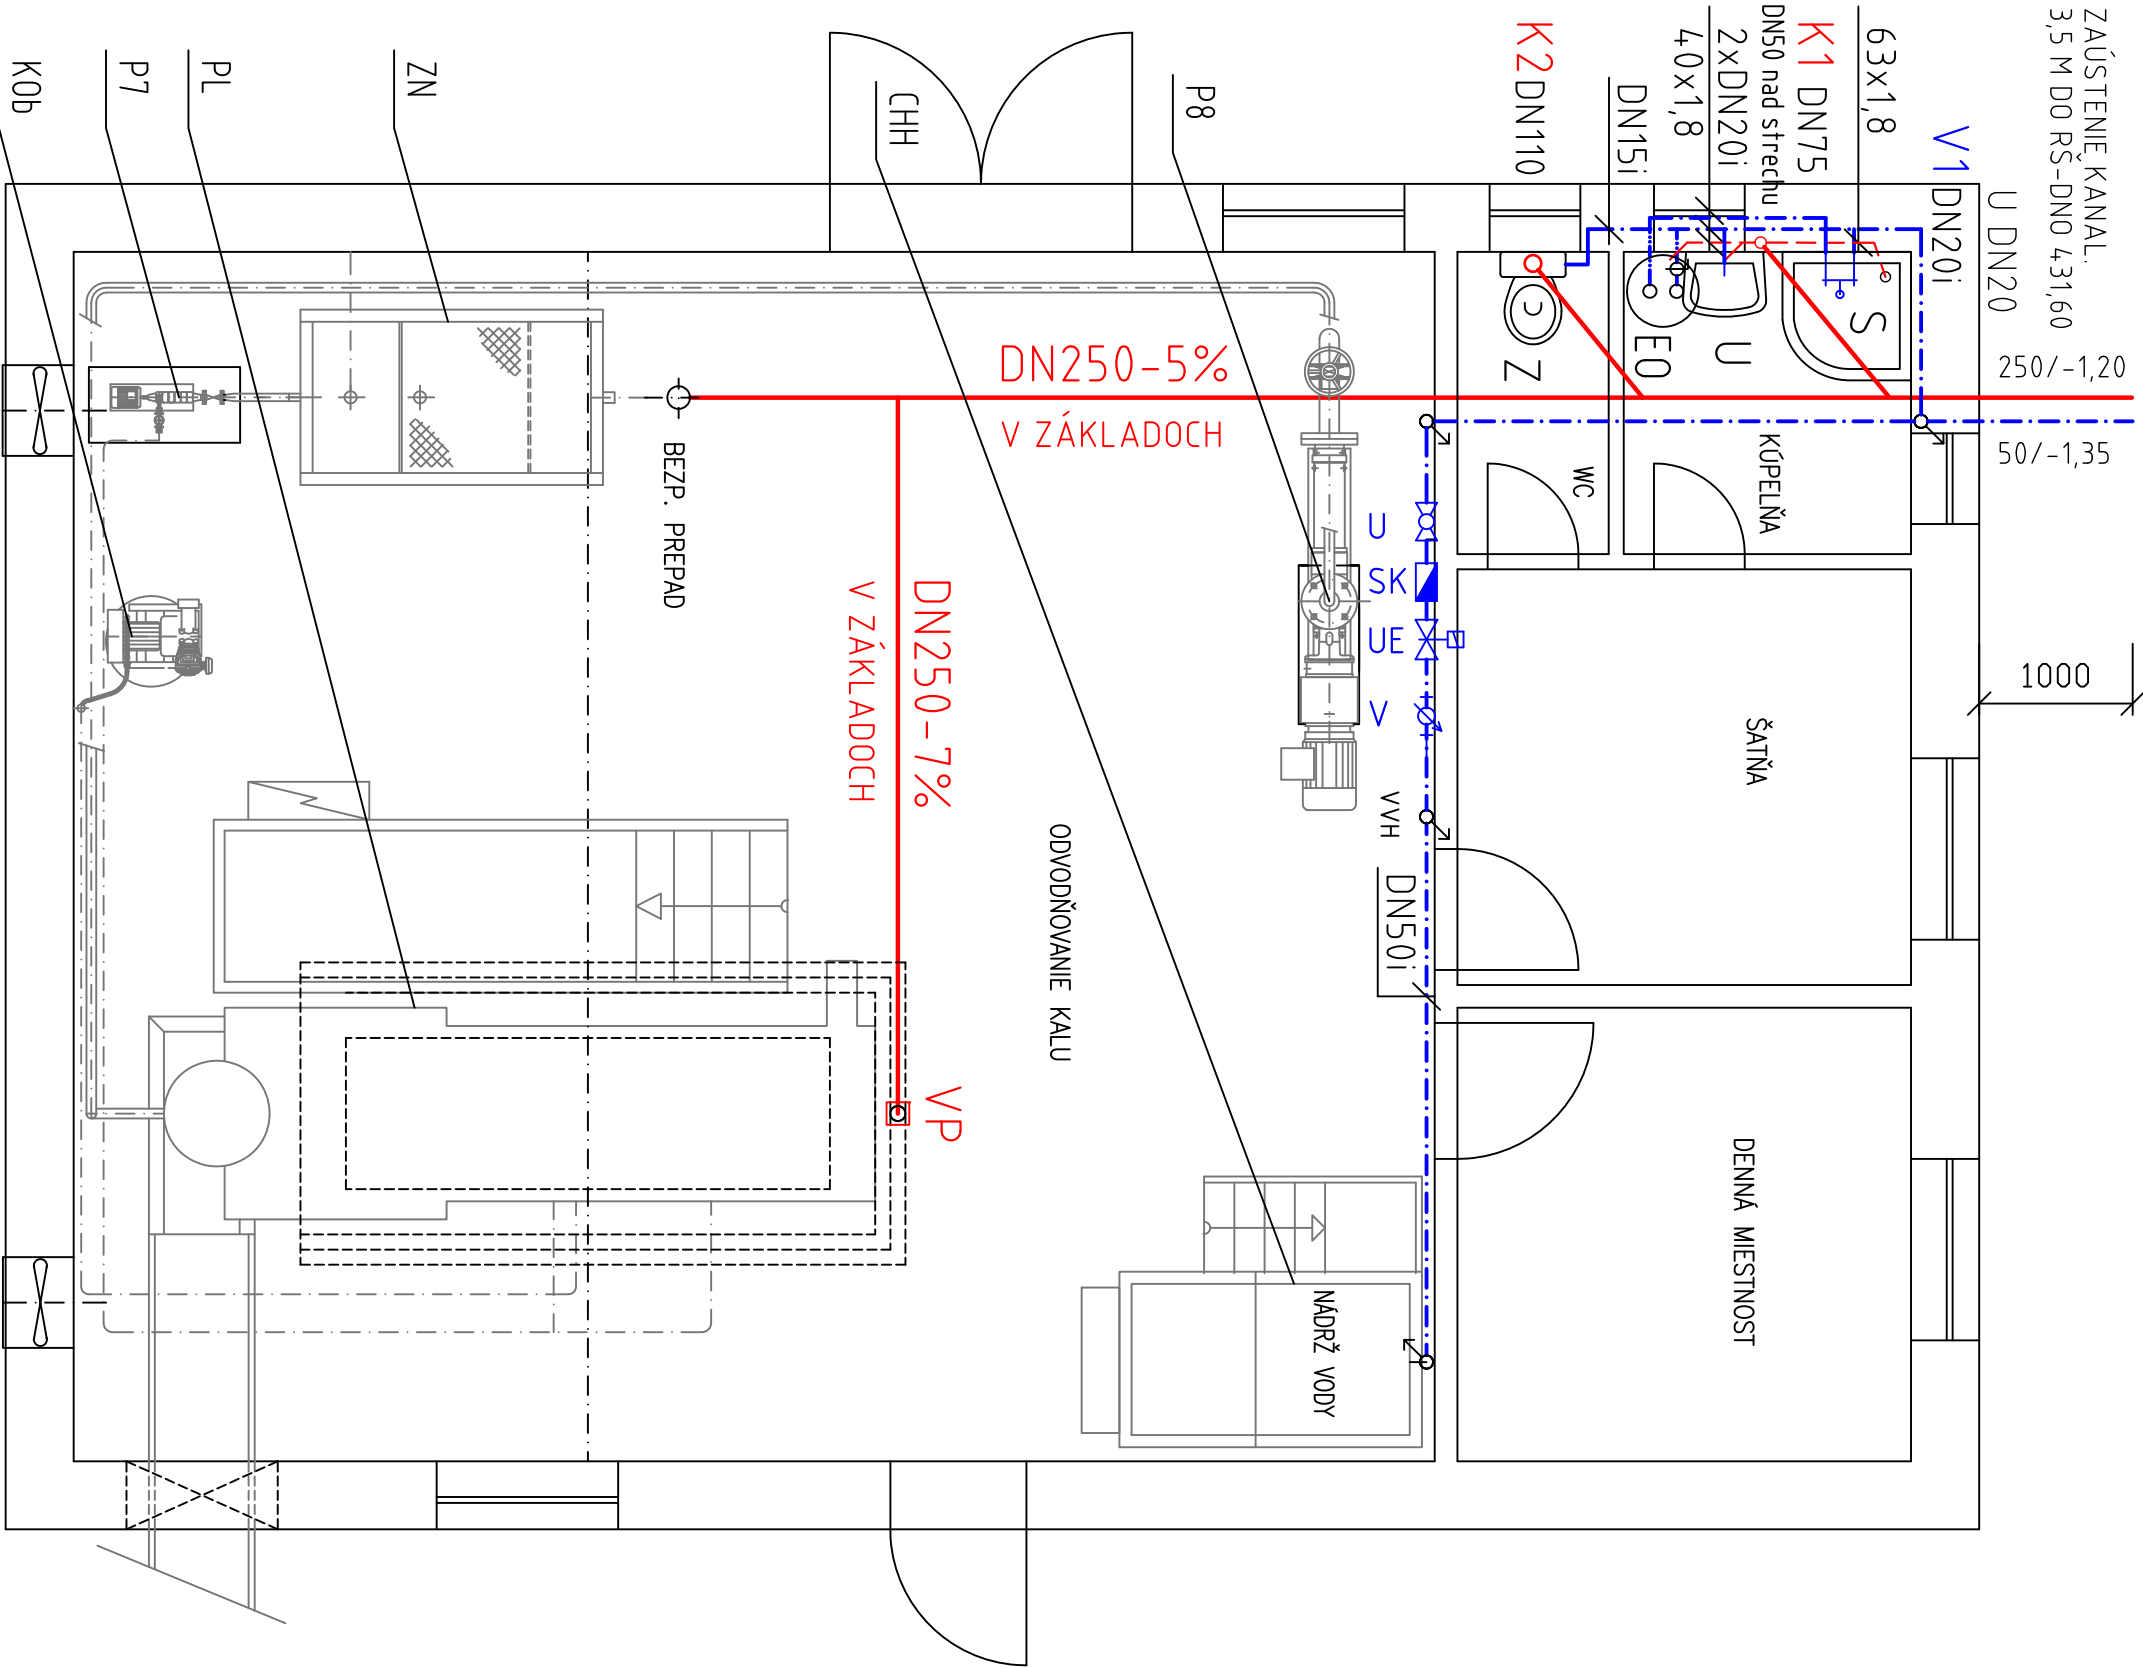 ZAÚSTENIE KANAL.
3,5 M DO RŠ-DNO 431,60
U DN20
V1
DN20i
63x1,8
K1 DN75
DN50 nad strechu
2xDN20i
40x1,8
DN15i
K2 DN110
P8
CHH
ZN
PL
P7
KOb
250/-1,20
50/-1,35
S
U
EO
Z
DN250-5%
V ZÁKLADOCH
KÚPEĽŇA
WC
BEZP. PREPAD
U
SK
UE
V
VVH
DN50i
DN250-7%
V ZÁKLADOCH
1000
ŠATŇA
ODVODŇOVANIE KALU
VP
DENNÁ MIESTNOST
NÁDRŽ VODY